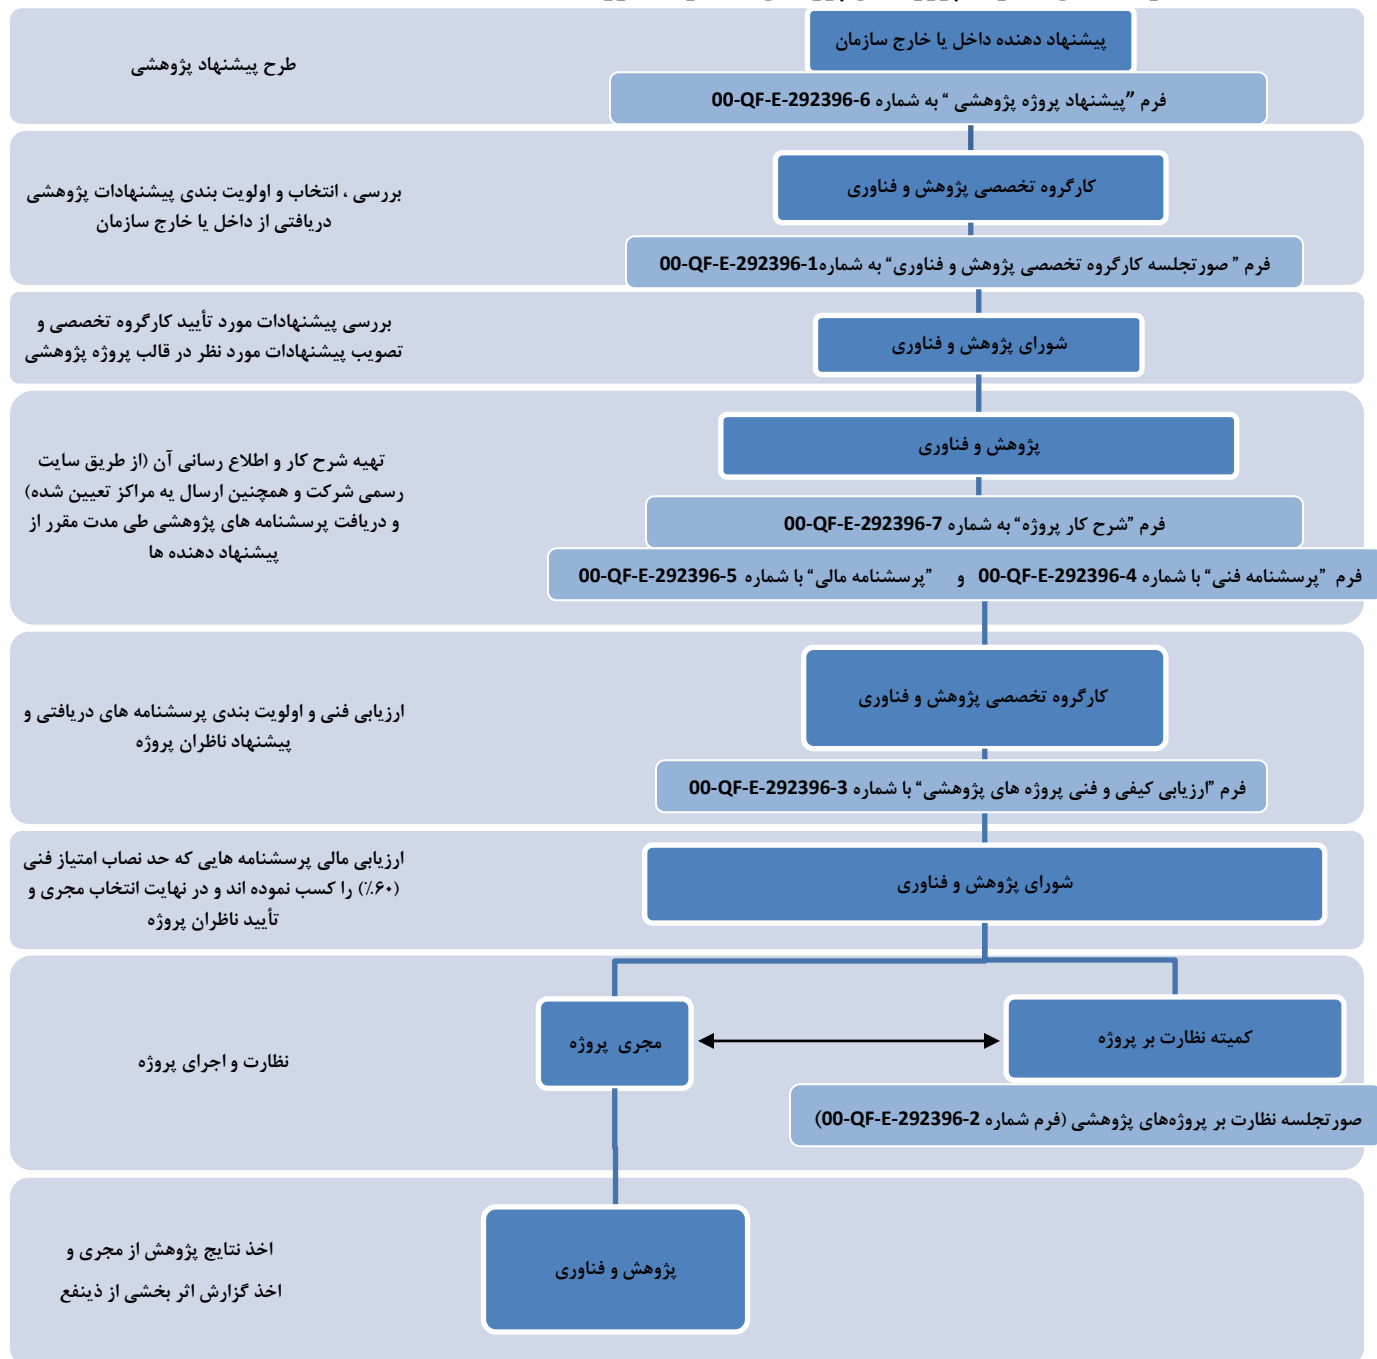 پیشنهاد دهنده داخل یا خارج سازمان
طرح پیشنهاد پژوهشی
فرم ”پیشنهاد پروژه پژوهشی “ به شماره 00-QF-E-292396-6
کارگروه تخصصی پژوهش و فناوری
بررسی ، انتخاب و اولویت بندی پیشنهادات پژوهشی
دریافتی از داخل یا خارج سازمان
فرم ” صورتجلسه کارگروه تخصصی پژوهش و فناوری“ به شماره00-QF-E-292396-1
شورای پژوهش و فناوری
بررسی پیشنهادات مورد تأیید کارگروه تخصصی و
تصویب پیشنهادات مورد نظر در قالب پروژه پژوهشی
پژوهش و فناوری
فرم ”شرح کار پروژه“ به شماره 00-QF-E-292396-7
فرم ”پرسشنامه فنی“ با شماره 00-QF-E-292396-4 و ”پرسشنامه مالی“ با شماره 00-QF-E-292396-5
تهیه شرح کار و اطلاع رسانی آن (از طریق سایت
رسمی شرکت و همچنین ارسال یه مراکز تعیین شده)
و دریافت پرسشنامه های پژوهشی طی مدت مقرر از
پیشنهاد دهنده ها
کارگروه تخصصی پژوهش و فناوری
فرم ”ارزیابی کیفی و فنی پروژه های پژوهشی“ با شماره 00-QF-E-292396-3
ارزیابی فنی و اولویت بندی پرسشنامه های دریافتی و
پیشنهاد ناظران پروژه
شورای پژوهش و فناوری
ارزیابی مالی پرسشنامه هایی که حد نصاب امتیاز فنی
(۶۰٪) را کسب نموده اند و در نهایت انتخاب مجری و
تأیید ناظران پروژه
کمیته نظارت بر پروژه
مجری پروژه
نظارت و اجرای پروژه
صورتجلسه نظارت بر پروژه‌های پژوهشی (فرم شماره 00-QF-E-292396-2)
پژوهش و فناوری
اخذ نتایج پژوهش از مجری و
اخذ گزارش اثر بخشی از ذینفع